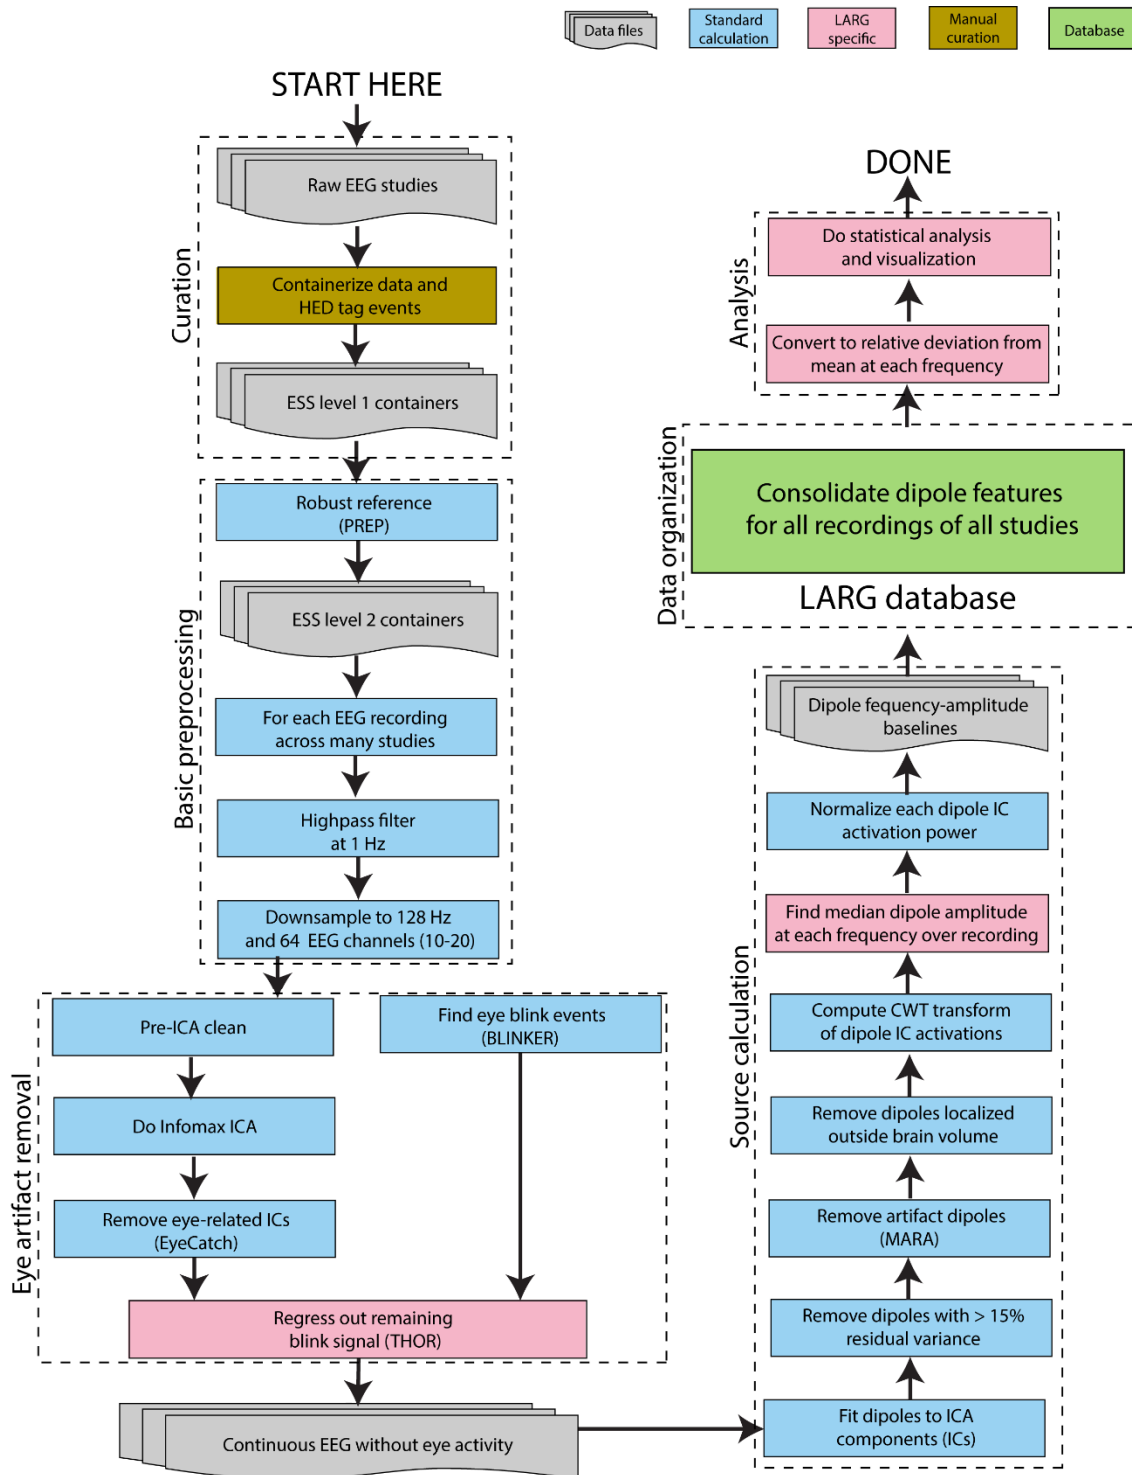 Data files
Standard
calculation
LARG
specific
Manual
curation
Database
START HERE
Curation
Raw EEG studies
Containerize data and
HED tag events
ESS level 1 containers
Basic preprocessing
Robust reference
(PREP)
ESS level 2 containers
For each EEG recording
across many studies
Highpass filter
at 1 Hz
Downsample to 128 Hz
and 64 EEG channels (10-20)
Eye artifact removal
Pre-ICA clean
Find eye blink events
(BLINKER)
Do Infomax ICA
Remove eye-related ICs
(EyeCatch)
Regress out remaining
blink signal (THOR)
Continuous EEG without eye activity
DONE
Analysis
Do statistical analysis
and visualization
Convert to relative deviation from
mean at each frequency
Data organization
Consolidate dipole features
for all recordings of all studies
LARG database
Source calculation
Dipole fequency-amplitude
baselines
Normalize each dipole IC
activation power
Find median dipole amplitude
at each frequency over recording
Compute CWT transform
of dipole IC activations
Remove dipoles localized
outside brain volume
Remove artifact dipoles
(MARA)
Remove dipoles with > 15%
residual variance
Fit dipoles to ICA
components (ICs)